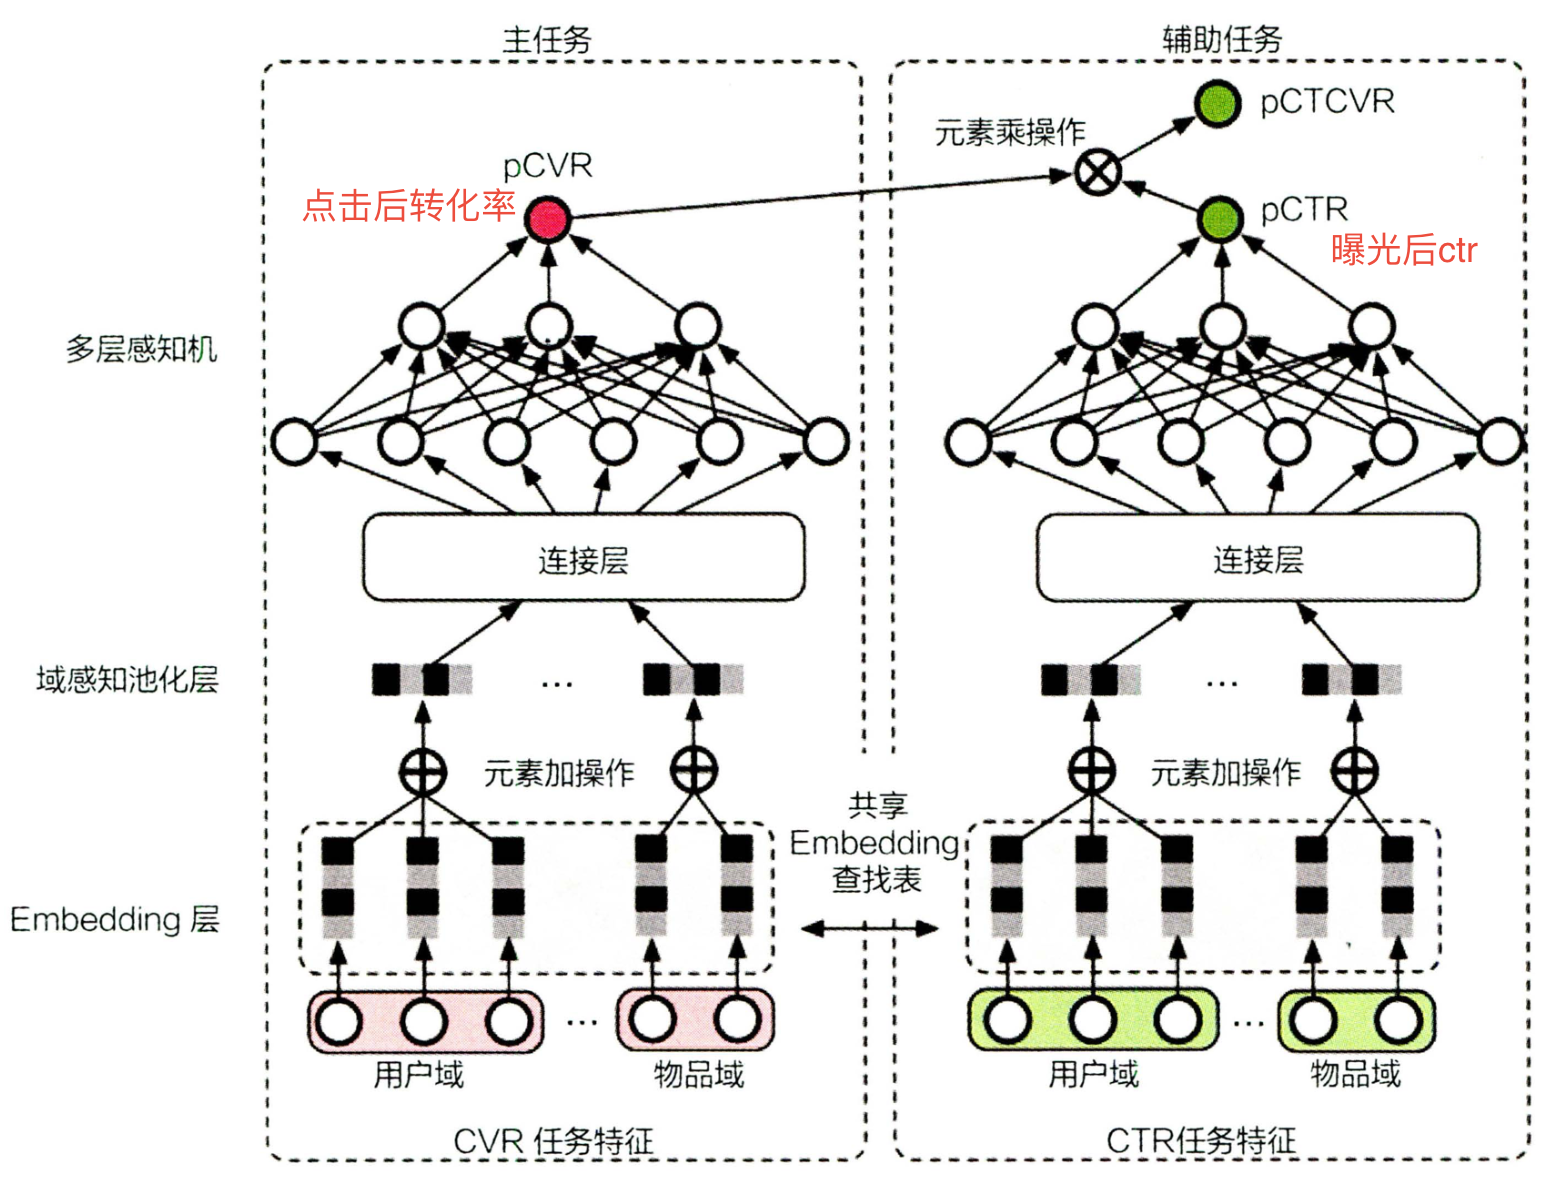 主任务
辅助任务
pCTCVR
元素乘操作
pCVR
点击后转化率
pCTR
曝光后ctr
多层感知机
连接层
连接层
域感知池化层
...
...
元素加操作
元素加操作
共享
Embedding
查找表
Embedding 层
...
...
用户域
物品域
用户域
物品域
CVR 任务特征
CTR任务特征